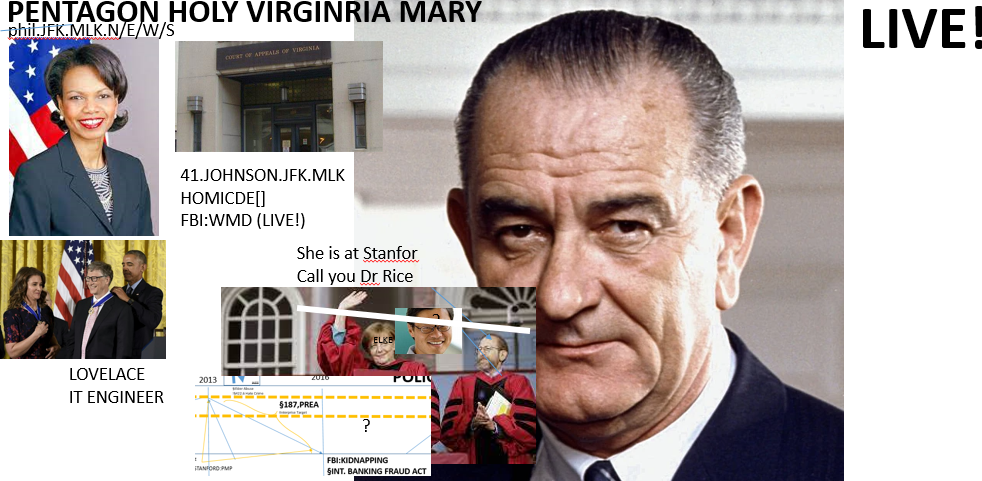 PENTAGON HOLY VIRGINRIA MARY
LIVE!
phil.JFK.MLK.N/E/W/S
COURT OF APPEALS OF VIRGINIA
41.JOHNSON.JFK.MLK
HOMICDE[]
FBI:WMD (LIVE!)
She is at Stanfor
Call you Dr Rice
?
ELKE
LOVELACE
IT ENGINEER
2013
2016
POLIC
§187,PREA
Enterprise Target
?
STANFORD:PMP
FBI:KIDNAPPING
§INT. BANKING FRAUD ACT